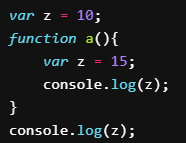 var z = 10;
function a(){
    var z = 15;
    console.log(z);
}
console.log(z);